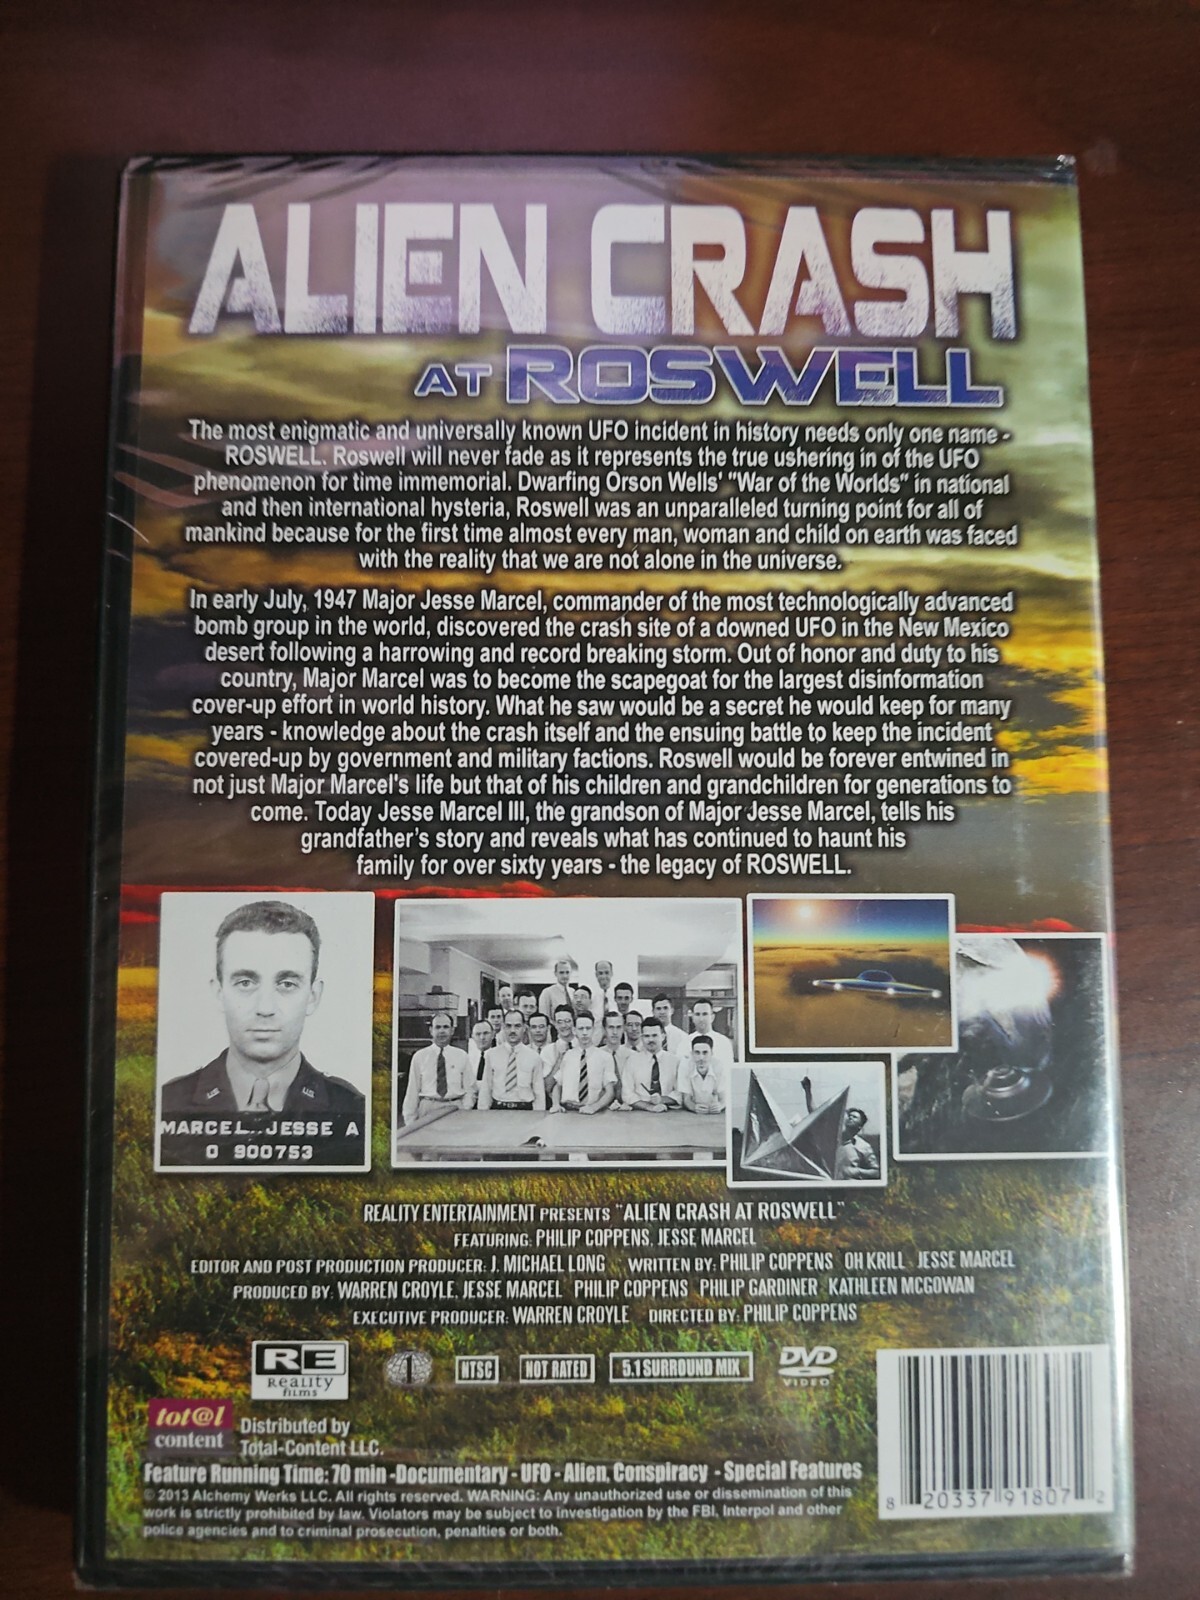 ALIEN CRASH
AT ROSWELL
The most enigmatic and universally known UFO incident in history needs only one name -
ROSWELL. Roswell will never fade as it represents the true ushering in of the UFO
phenomenon for time immemorial. Dwarfing Orson Wells' "War of the Worlds" in national
and then international hysteria, Roswell was an unparalleled turning point for all of
mankind because for the first time almost every man, woman and child on earth was faced
with the reality that we are not alone in the universe.
In early July, 1947 Major Jesse Marcel, commander of the most technologically advanced
bomb group in the world, discovered the crash site of a downed UFO in the New Mexico
desert following a harrowing and record breaking storm. Out of honor and duty to his
country, Major Marcel was to become the scapegoat for the largest disinformation
cover-up effort in world history. What he saw would be a secret he would keep for many
years - knowledge about the crash itself and the ensuing battle to keep the incident
covered-up by government and military factions. Roswell would be forever entwined in
not just Major Marcel's life but that of his children and grandchildren for generations to
come. Today Jesse Marcel III, the grandson of Major Jesse Marcel, tells his
grandfather's story and reveals what has continued to haunt his
family for over sixty years - the legacy of ROSWELL.
MARCEL..JESSE A
O 900753
REALITY ENTERTAINMENT PRESENTS "ALIEN CRASH AT ROSWELL"
FEATURING: PHILIP COPPENS, JESSE MARCEL
EDITOR AND POST PRODUCTION PRODUCER: J. MICHAEL LONG WRITTEN BY: PHILIP COPPENS OH KRILL JESSE MARCEL
PRODUCED BY: WARREN CROYLE, JESSE MARCEL PHILIP COPPENS PHILIP GARDINER KATHLEEN MCGOWAN
EXECUTIVE PRODUCER: WARREN CROYLE DIRECTED BY: PHILIP COPPENS
RE
Reality
films
1
NTSC
NOT RATED
5.1 SURROUND MIX
DVD
VIDEO
tot@l
content
Distributed by
Total-Content LLC.
Feature Running Time: 70 min -Documentary - UFO - Alien, Conspiracy - Special Features
© 2013 Alchemy Werks LLC. All rights reserved. WARNING: Any unauthorized use or dissemination of this
work is strictly prohibited by law. Violators may be subject to investigation by the FBI, Interpol and other
police agencies and to criminal prosecution, penalties or both.
8 20337 91807 2